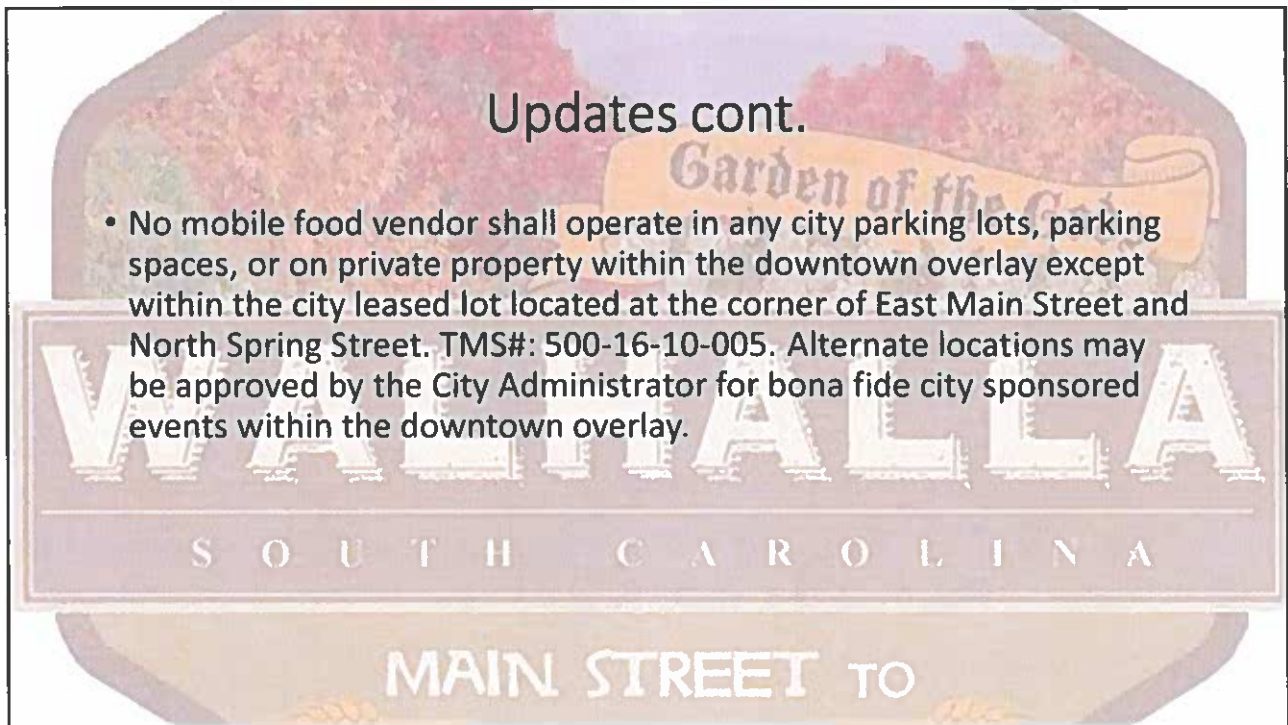 Updates cont.
Garden of the Gods
• No mobile food vendor shall operate in any city parking lots, parking
spaces, or on private property within the downtown overlay except
within the city leased lot located at the corner of East Main Street and
North Spring Street. TMS#: 500-16-10-005. Alternate locations may
be approved by the City Administrator for bona fide city sponsored
events within the downtown overlay.
WALHALLA
SOUTH CAROLINA
MAIN STREET TO